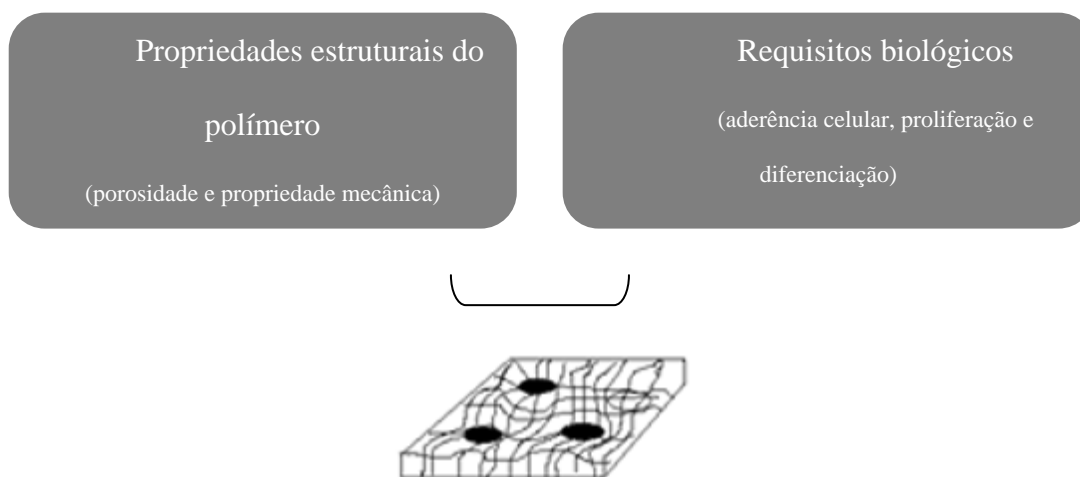 Propriedades estruturais do
polímero
(porosidade e propriedade mecânica)
Requisitos biológicos
(aderência celular, proliferação e
diferenciação)